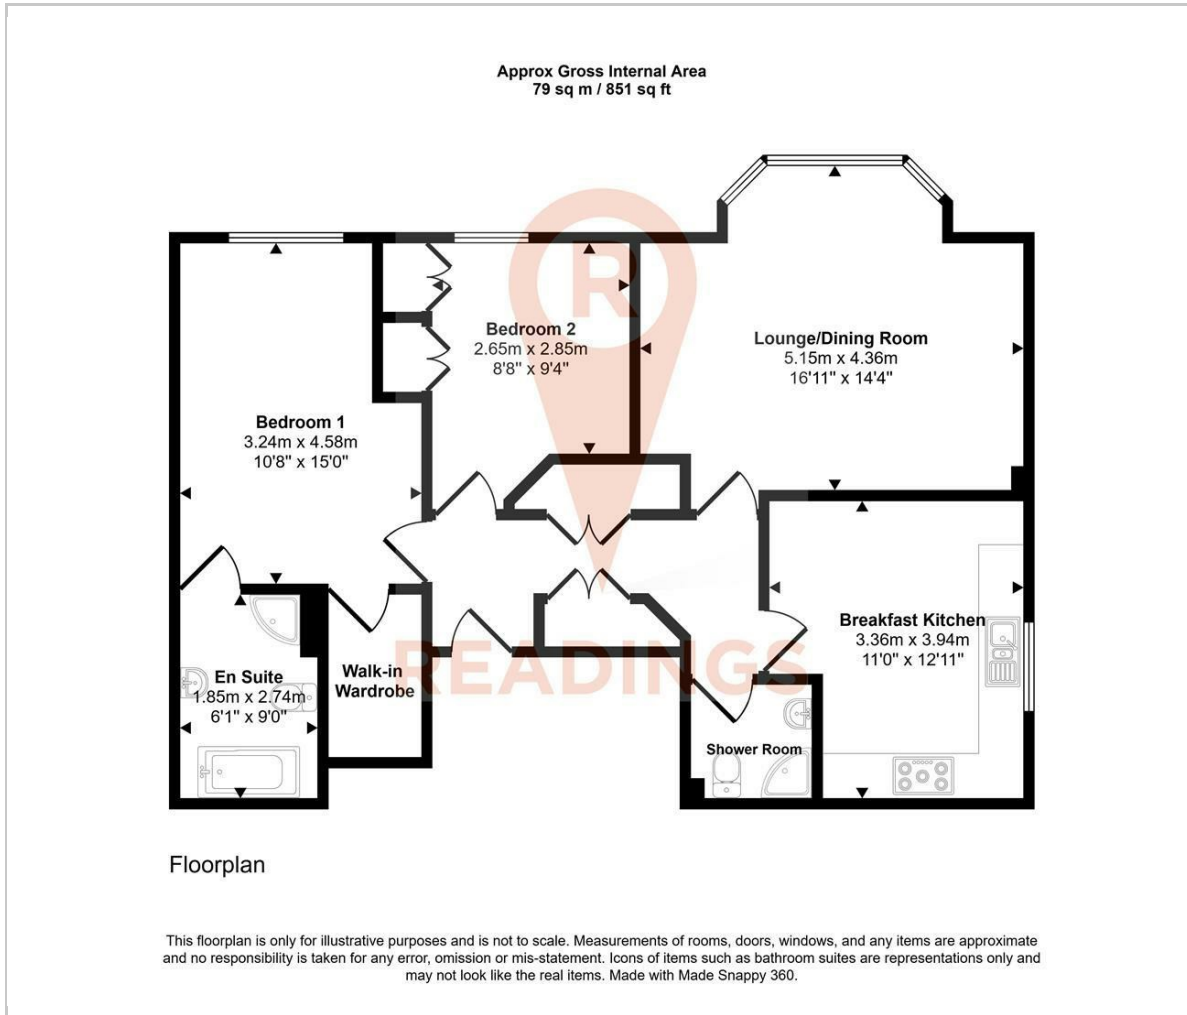 Approx Gross Internal Area
79 sq m / 851 sq ft
R
Bedroom 2
2.65m x 2.85m
8'8" x 9'4"
Lounge/Dining Room
5.15m x 4.36m
16'11" x 14'4"
Bedroom 1
3.24m x 4.58m
10'8" x 15'0"
Breakfast Kitchen
3.36m x 3.94m
11'0" x 12'11"
READINGS
En Suite
1.85m x 2.74m
6'1" x 9'0"
Walk-in
Wardrobe
Shower Room
Floorplan
This floorplan is only for illustrative purposes and is not to scale. Measurements of rooms, doors, windows, and any items are approximate
and no responsibility is taken for any error, omission or mis-statement. Icons of items such as bathroom suites are representations only and
may not look like the real items. Made with Made Snappy 360.